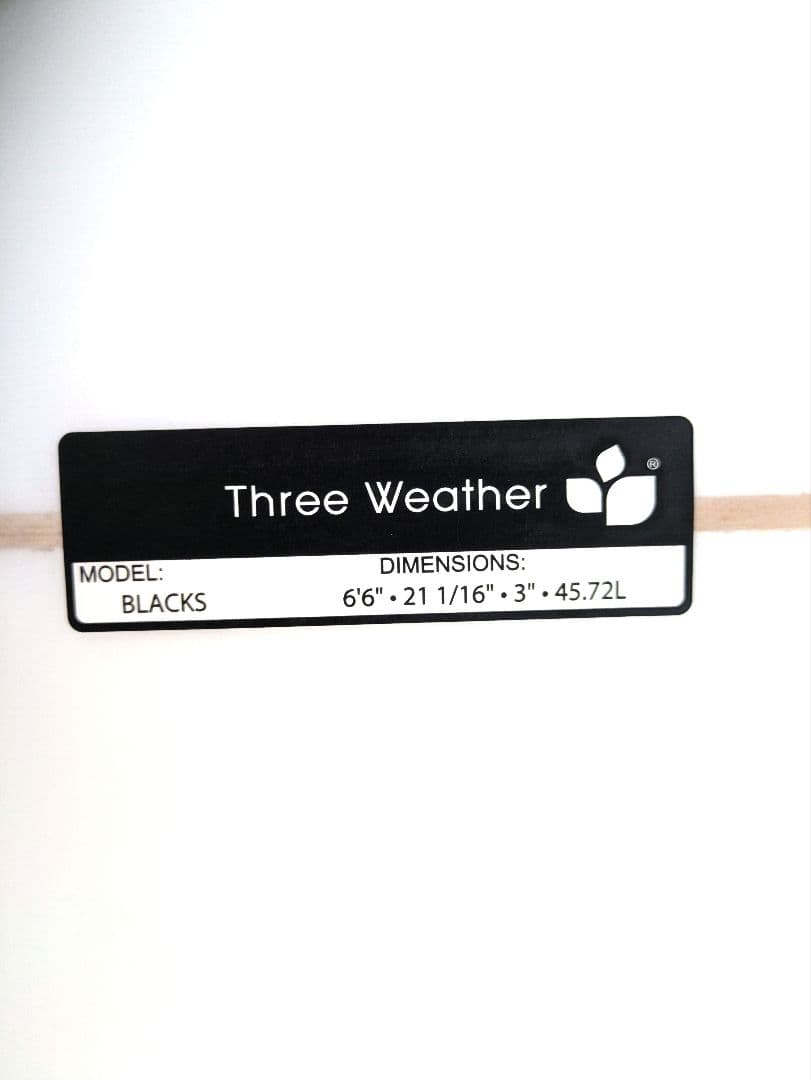 Three Weather ®
MODEL: DIMENSIONS:
BLACKS 6'6" • 21 1/16" • 3" • 45.72L